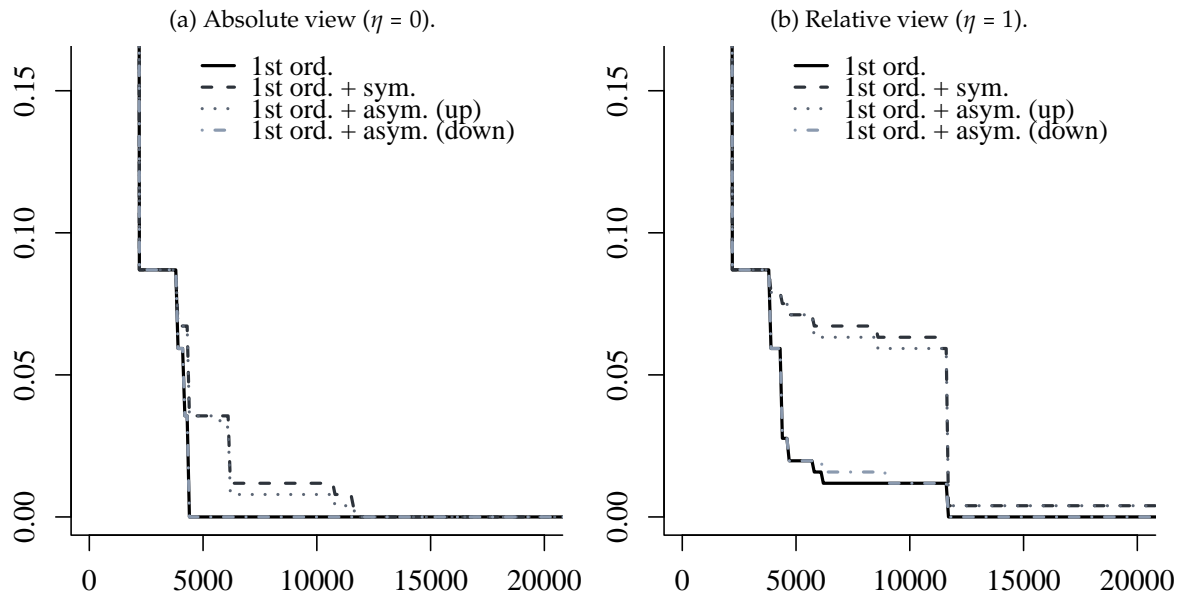 (a) Absolute view (η = 0).
1st ord.
1st ord. + sym.
1st ord. + asym. (up)
1st ord. + asym. (down)
0.15
0.10
0.05
0.00
0 5000 10000 15000 20000
(b) Relative view (η = 1).
1st ord.
1st ord. + sym.
1st ord. + asym. (up)
1st ord. + asym. (down)
0.15
0.10
0.05
0.00
0 5000 10000 15000 20000